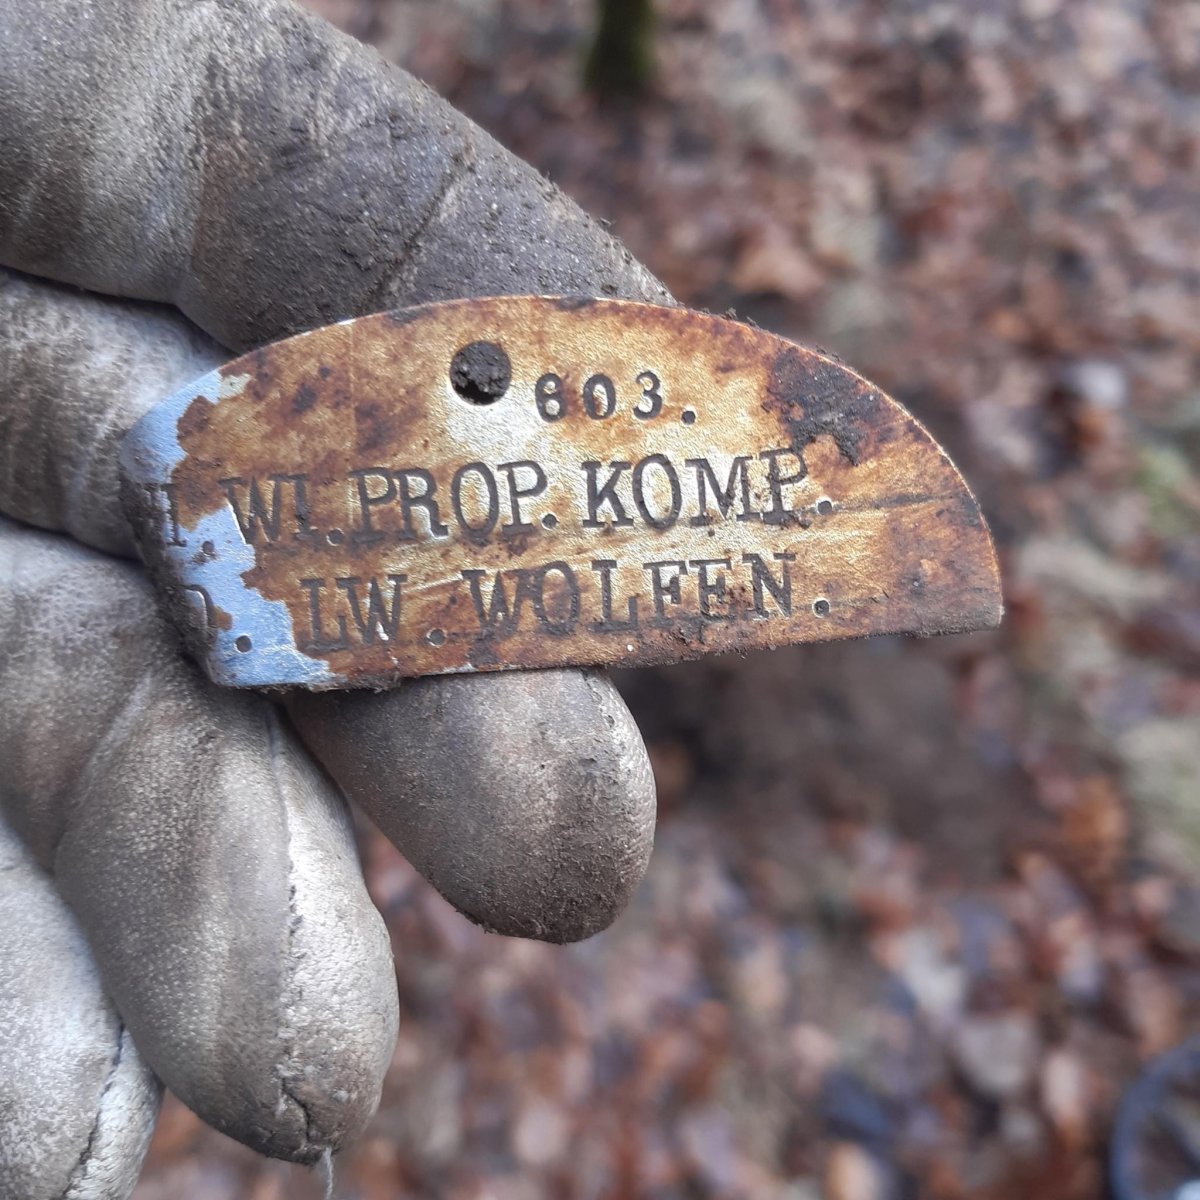 603.
WI.PROP.KOMP.
D. LW. WOLFEN.